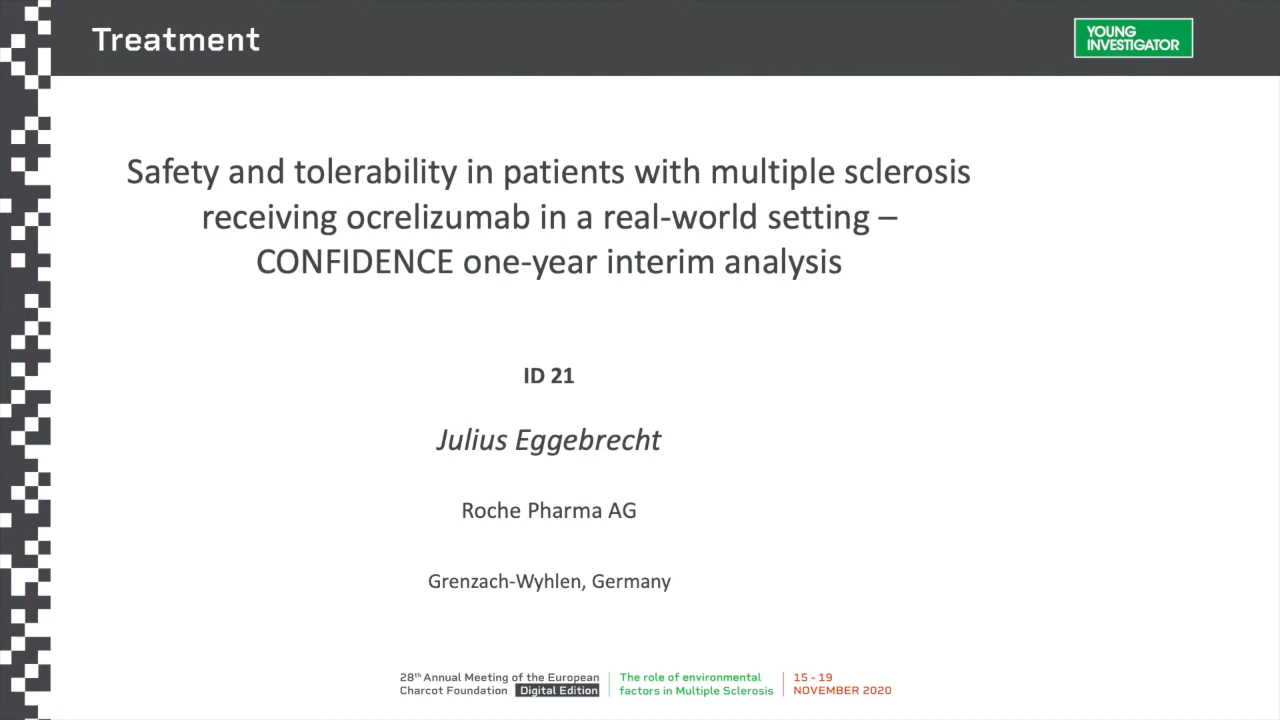 Treatment
YOUNG
INVESTIGATOR
Safety and tolerability in patients with multiple sclerosis
receiving ocrelizumab in a real-world setting –
CONFIDENCE one-year interim analysis
ID 21
Julius Eggebrecht
Roche Pharma AG
Grenzach-Wyhlen, Germany
28th Annual Meeting of the European
Charcot Foundation Digital Edition
The role of environmental
factors in Multiple Sclerosis
15 - 19
NOVEMBER 2020